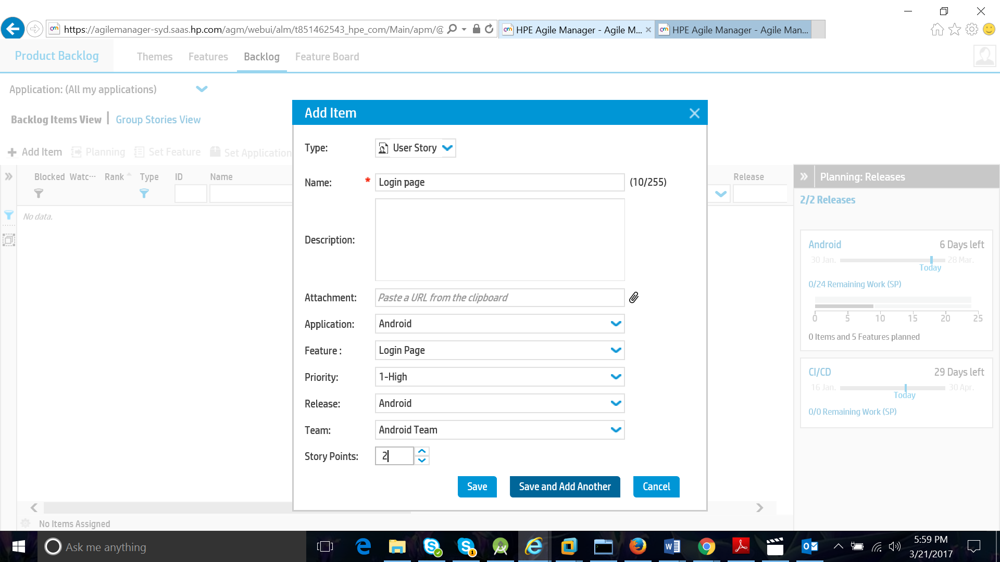 https://agilemanager-syd.saas.hp.com/agm/webui/alm/t851462543_hpe_com/Main/apm/@
HPE Agile Manager - Agile M...
HPE Agile Manager - Agile Man...
Product Backlog
Themes
Features
Backlog
Feature Board
Application: (All my applications)
Backlog Items View | Group Stories View
Add Item
Planning
Set Feature
Set Application
Blocked
Watc...
Rank
Type
ID
Name
Release
No data.
No Items Assigned
Add Item
Type:
User Story
Name:
* Login page
(10/255)
Description:
Attachment:
Paste a URL from the clipboard
Application:
Android
Feature :
Login Page
Priority:
1-High
Release:
Android
Team:
Android Team
Story Points:
2
Save
Save and Add Another
Cancel
Planning: Releases
2/2 Releases
Android
6 Days left
30 Jan.
28 Mar.
Today
0/24 Remaining Work (SP)
0 5 10 15 20 25
0 Items and 5 Features planned
CI/CD
29 Days left
16 Jan.
30 Apr.
Today
0/0 Remaining Work (SP)
Ask me anything
5:59 PM
3/21/2017